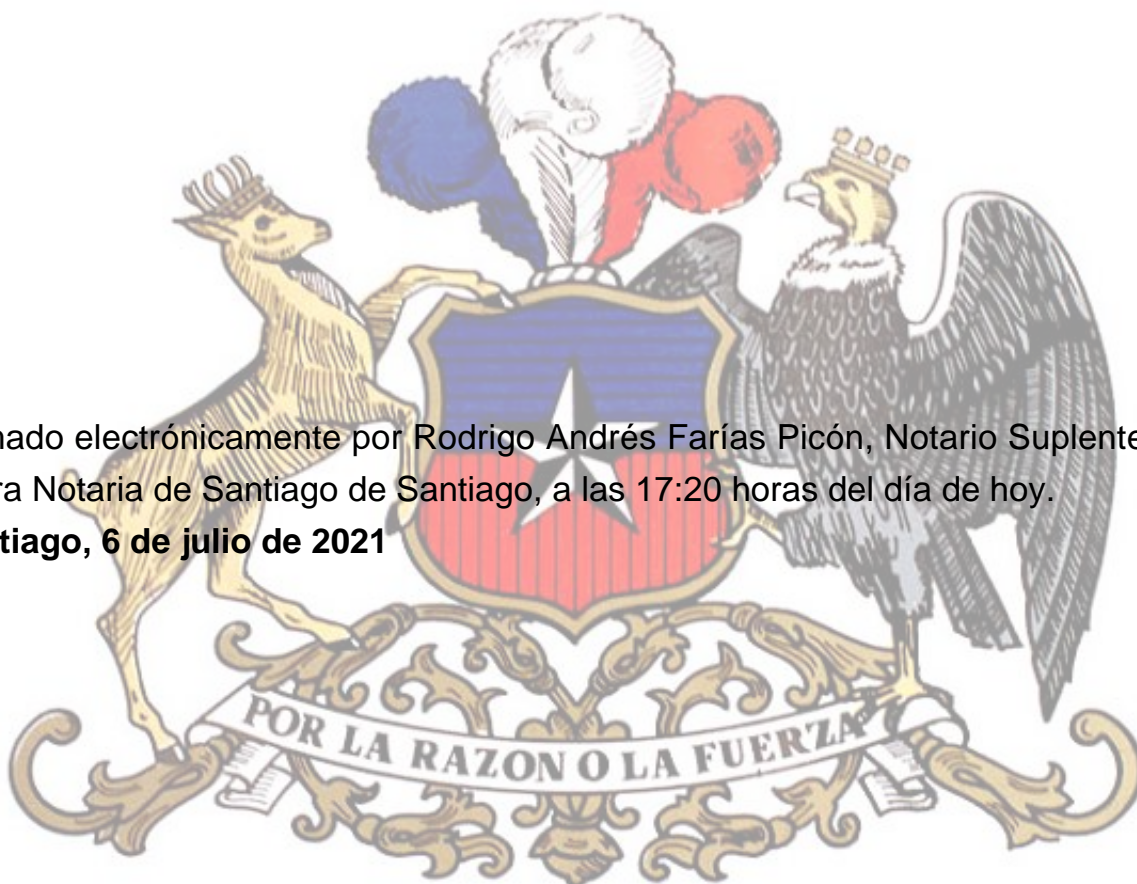 nado electrónicamente por Rodrigo Andrés Farías Picón, Notario Suplente
ra Notaria de Santiago de Santiago, a las 17:20 horas del día de hoy.
tiago, 6 de julio de 2021
POR LA RAZON O LA FUERZA